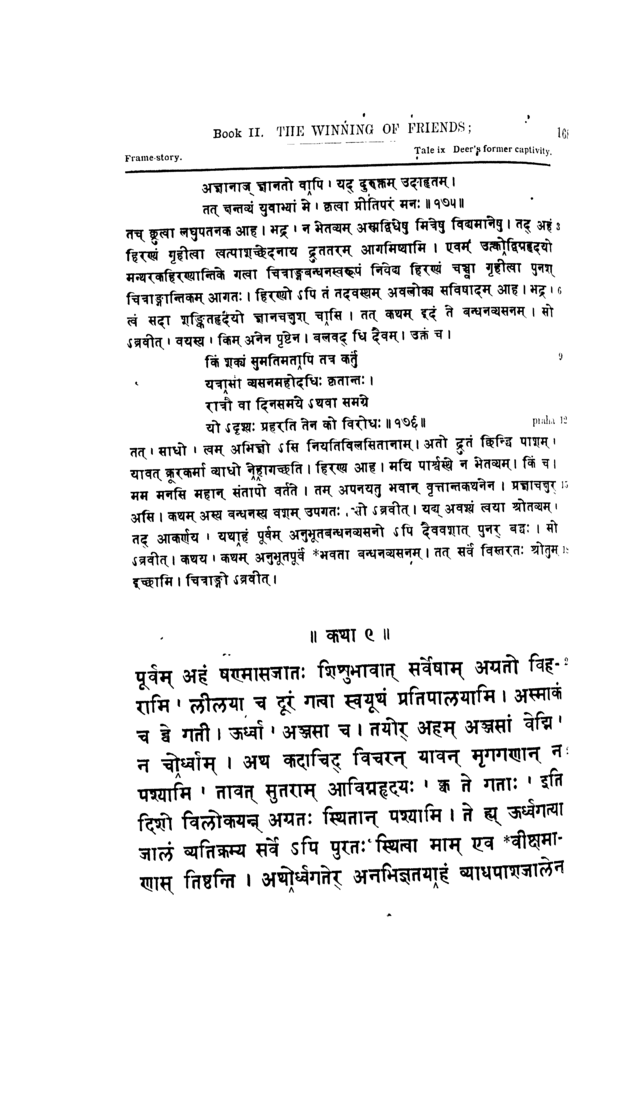 Book II. THE WINNING OF FRIENDS; 168
Frame-story. Tale ix Deer's former captivity.
अज्ञानाज् ज्ञानतो वापि । यद् दुरुक्तम् उदाहृतम् ।
तत् क्षन्तव्यं युवाभ्यां मे । कृत्वा प्रीतिपरं मनः ॥ १७५ ॥
तच् छ्रुत्वा लघुपतनक आह । भद्र । न भेतव्यम् अस्मद्विधेषु मित्रेषु विद्यमानेषु । तद् अहं 3
हिरण्यं गृहीत्वा त्वत्पाशच्छेदनाय द्रुततरम् आगमिष्यामि । एवम् उत्क्तोद्विग्नहृदयो
मन्थरकहिरण्यान्तिके गत्वा चित्राङ्गबन्धनस्वरूपं निवेद्य हिरण्यं चञ्च्वा गृहीत्वा पुनश्
चित्राङ्गान्तिकम् आगतः । हिरण्यो ऽपि तं तदवस्थम् अवलोक्य सविषादम् आह । भद्र । 6
त्वं सदा शङ्कितहृदयो ज्ञानचक्षुश् चासि । तत् कथम् इदं ते बन्धनव्यसनम् । सो
ऽब्रवीत् । वयस्य । किम् अनेन पृष्टेन । बलवद् धि दैवम् । उक्तं च ।
किं शक्यं सुमतिमतापि तत्र कर्तुं 9
यत्रासौ व्यसनमहोदधिः कृतान्तः ।
रात्रौ वा दिनसमये ऽथवा समग्रे
यो ऽदृश्यः प्रहरति तेन को विरोधः ॥ १७६ ॥ praha 12
तत् । साधो । त्वम् अभिज्ञो ऽसि नियतिविलसितानाम् । अतो द्रुतं छिन्द्धि पाशम् ।
यावत् क्रूरकर्मा व्याधो नेहागच्छति । हिरण्य आह । मयि पार्श्वस्थे न भेतव्यम् । किं च ।
मम मनसि महान् संतापो वर्तते । तम् अपनयतु भवान् वृत्तान्तकथनेन । प्रज्ञाचक्षुर् 15
असि । कथम् अस्य बन्धनस्य वशम् उपगतः । सो ऽब्रवीत् । यद्य् अवश्यं त्वया श्रोतव्यम् ।
तद् आकर्णय । यथाहं पूर्वम् अनुभूतबन्धनव्यसनो ऽपि दैववशात् पुनर् बद्धः । सो
ऽब्रवीत् । कथय । कथम् अनुभूतपूर्वं *भवता बन्धनव्यसनम् । तत् सर्वं विस्तरतः श्रोतुम् 18
इच्छामि । चित्राङ्गो ऽब्रवीत् ।
॥ कथा ९ ॥
पूर्वम् अहं षण्मासजातः शिशुभावात् सर्वेषाम् अग्रतो विह-
रामि । लीलया च दूरं गत्वा स्वयूथं प्रतिपालयामि । अस्माकं
च द्वे गती । ऊर्ध्वा । अञ्जसा च । तयोर् अहम् अञ्जसां वेद्मि ।
न चोर्ध्वाम् । अथ कदाचिद् विचरन् यावन् मृगगणान् न
पश्यामि । तावत् सुतराम् आविग्नहृदयः । क्व ते गताः । इति
दिशो विलोकयन्न् अग्रतः स्थितान् पश्यामि । ते ह्य् ऊर्ध्वगत्या
जालं व्यतिक्रम्य सर्वे ऽपि पुरतः स्थित्वा माम् एव *वीक्षमा-
णास् तिष्ठन्ति । अथोर्ध्वगतेर् अनभिज्ञतयाहं व्याधपाशजालेन